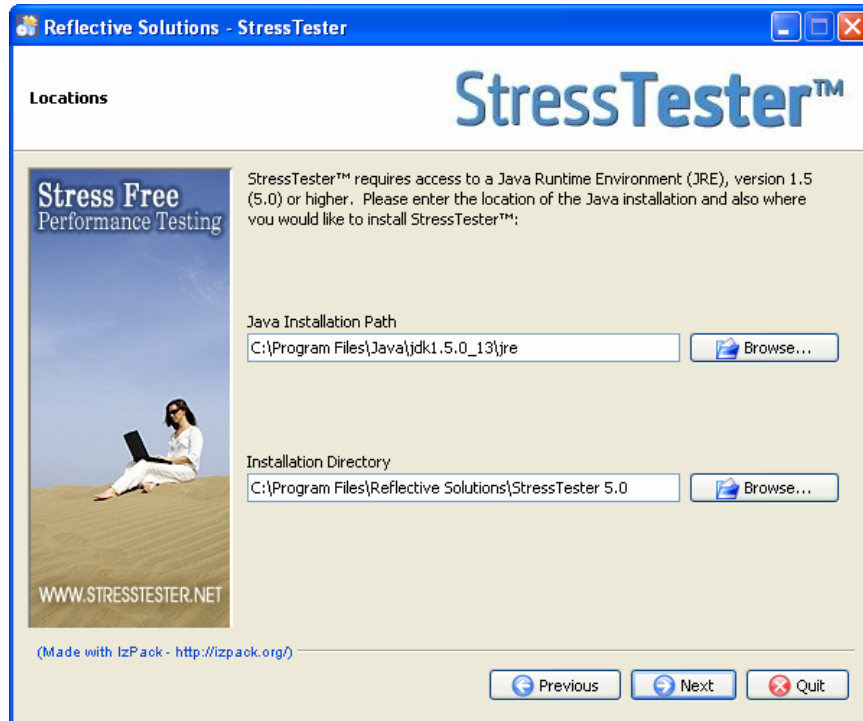 Reflective Solutions - StressTester
Locations
StressTester™
Stress Free
Performance Testing
WWW.STRESSTESTER.NET
StressTester™ requires access to a Java Runtime Environment (JRE), version 1.5
(5.0) or higher. Please enter the location of the Java installation and also where
you would like to install StressTester™:
Java Installation Path
C:\Program Files\Java\jdk1.5.0_13\jre
Browse...
Installation Directory
C:\Program Files\Reflective Solutions\StressTester 5.0
Browse...
(Made with IzPack - http://izpack.org/)
Previous
Next
Quit